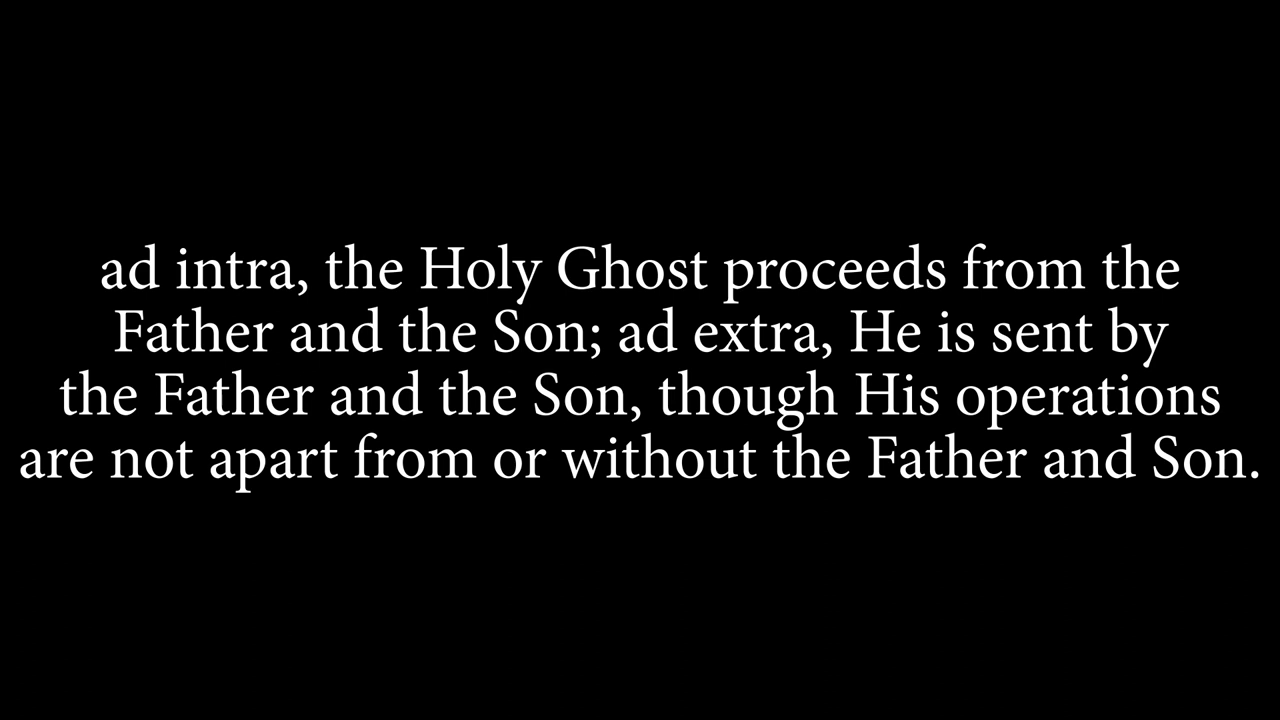 ad intra, the Holy Ghost proceeds from the
Father and the Son; ad extra, He is sent by
the Father and the Son, though His operations
are not apart from or without the Father and Son.